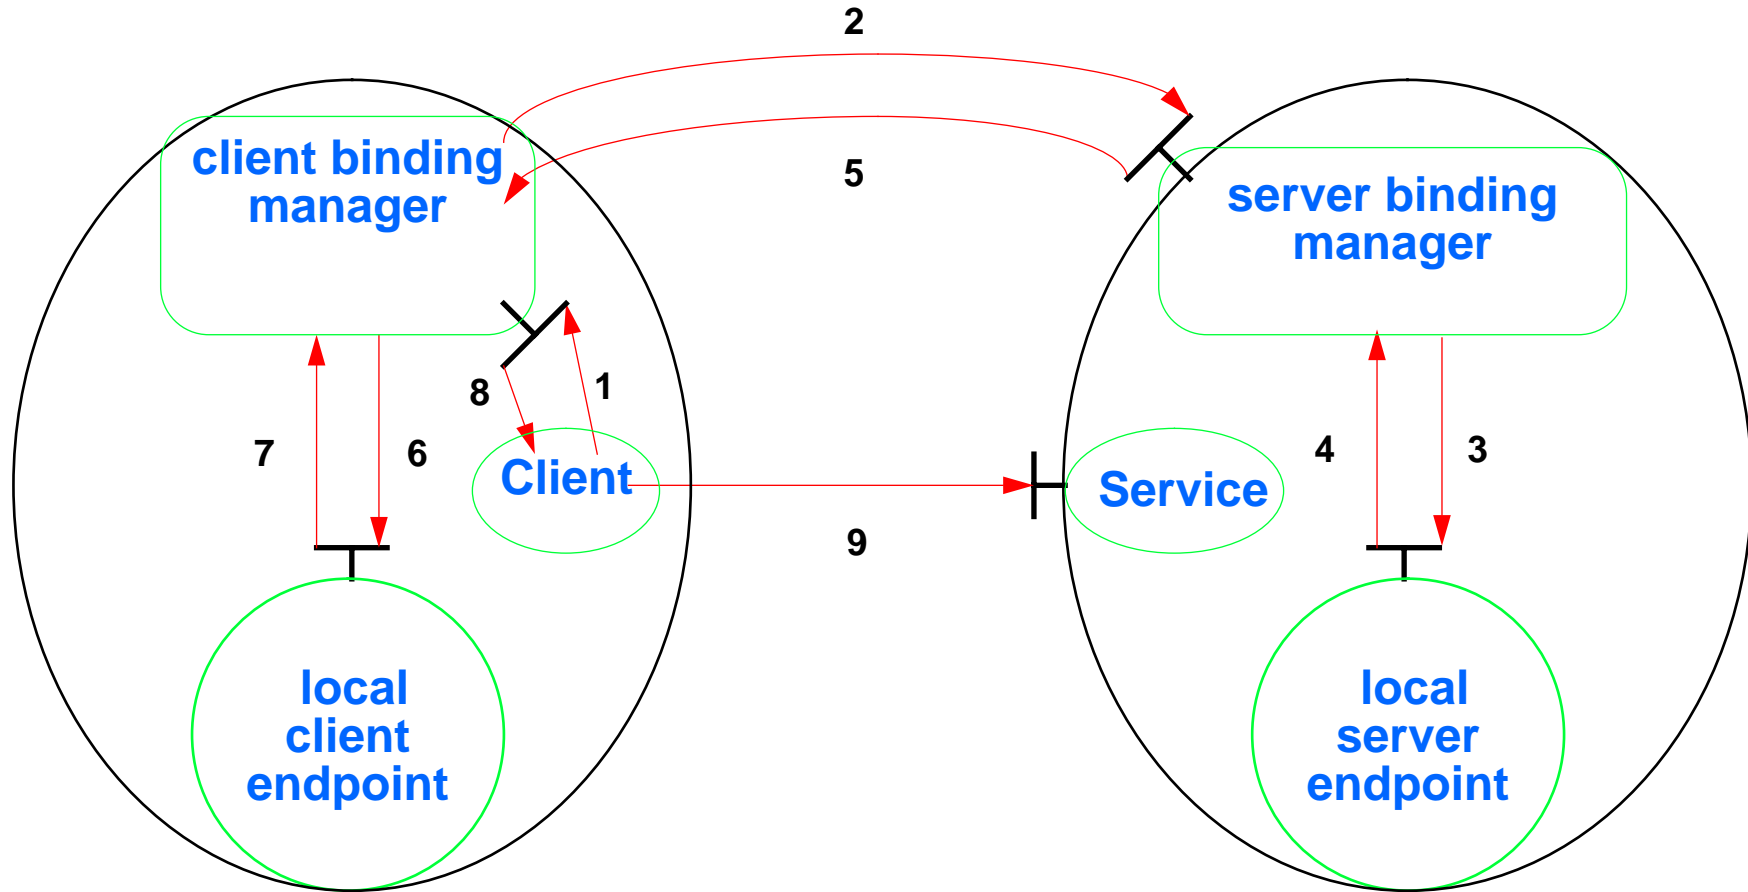 2
client binding
manager
5
server binding
manager
8
1
7
6
4
3
Client
Service
9
local
client
endpoint
local
server
endpoint